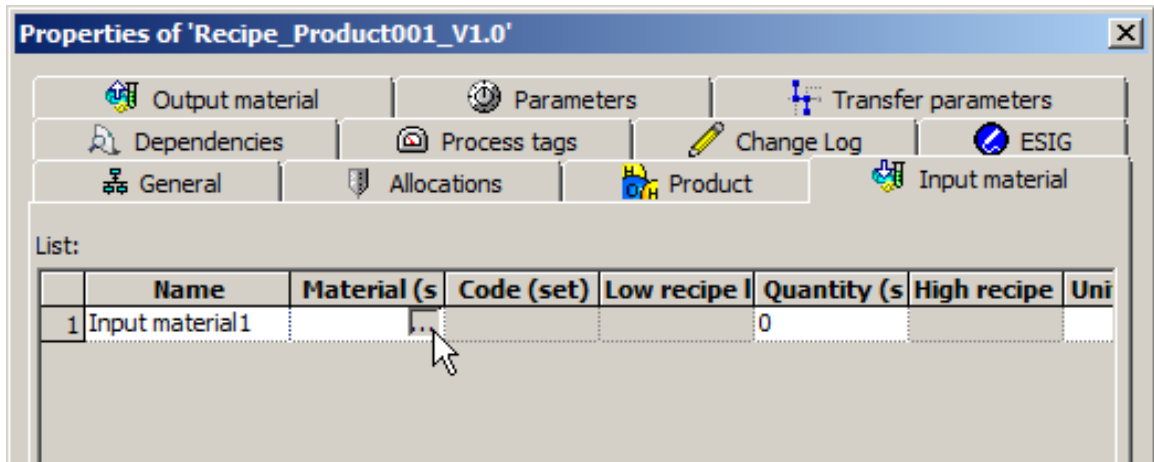 Properties of 'Recipe_Product001_V1.0'
Output material Parameters Transfer parameters
Dependencies Process tags Change Log ESIG
General Allocations Product Input material
List:
Name Material (s Code (set) Low recipe l Quantity (s High recipe Uni
1 Input material1 ... 0